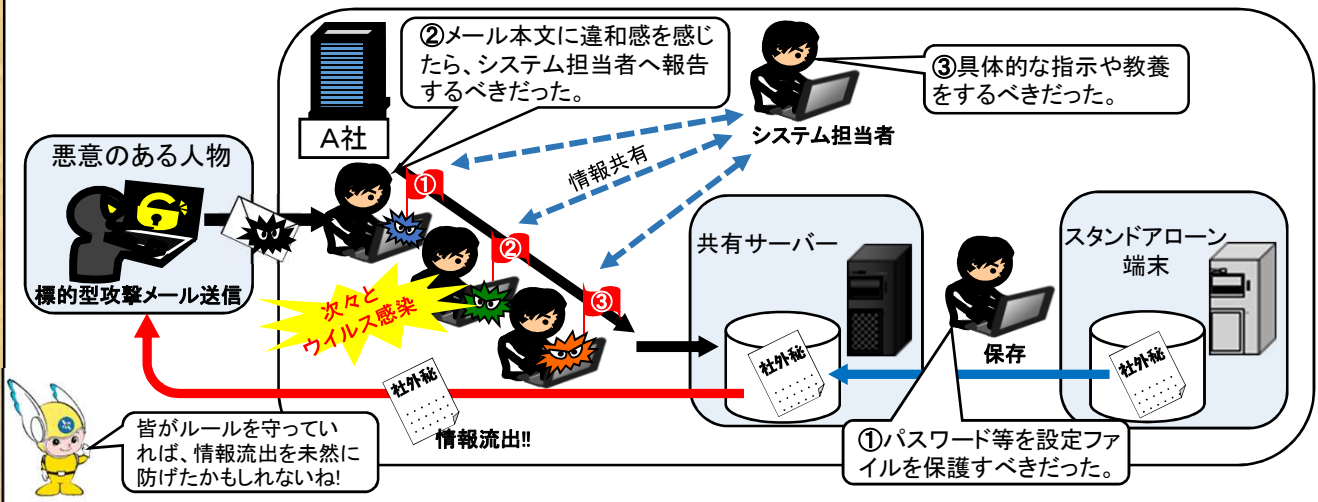 ②メール本文に違和感を感じ
たら、システム担当者へ報告
するべきだった。
③具体的な指示や教養
をするべきだった。
A社
システム担当者
悪意のある人物
情報共有
①
②
③
共有サーバー
スタンドアローン
端末
標的型攻撃メール送信
次々と
ウイルス感染
保存
社外秘
社外秘
社外秘
情報流出!!
皆がルールを守ってい
れば、情報流出を未然に
防げたかもしれないね!
①パスワード等を設定ファ
イルを保護すべきだった。